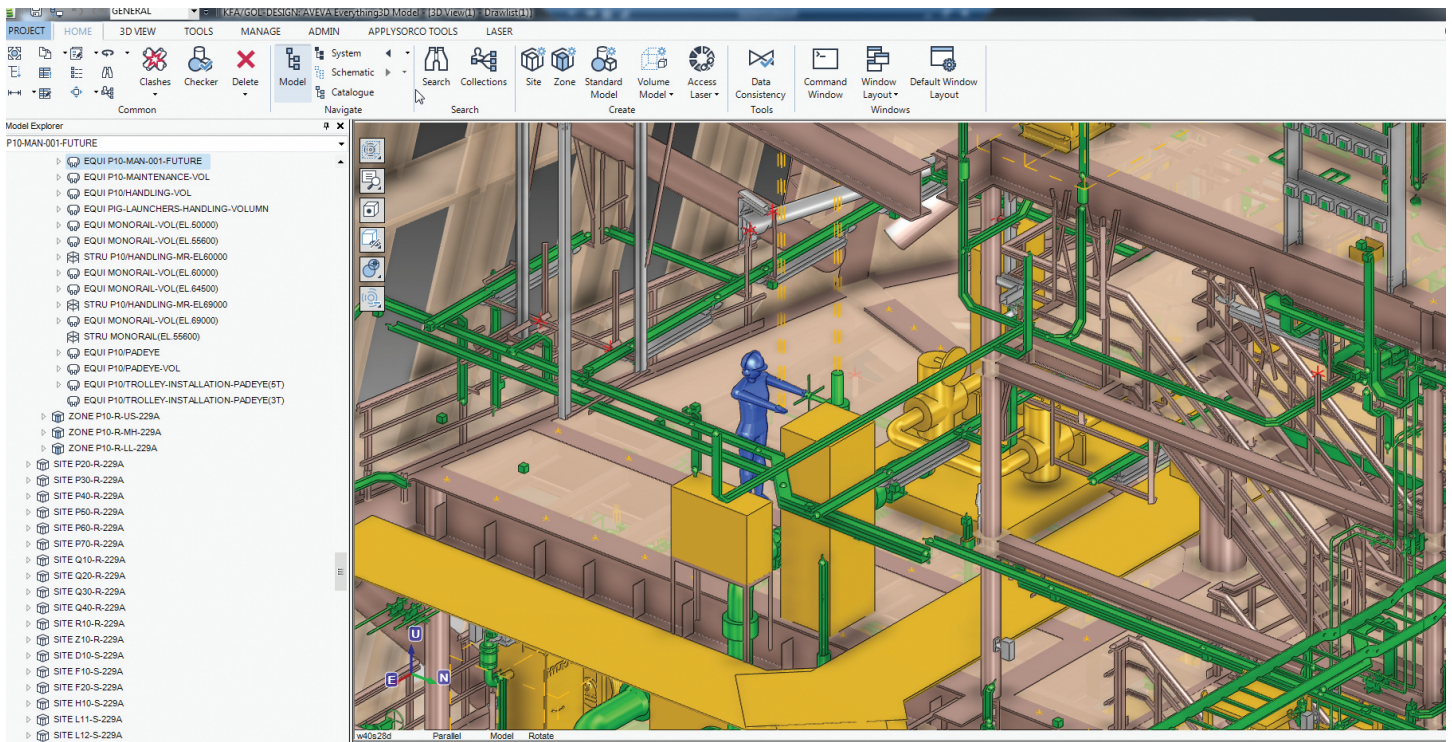 GENERAL
KFA/GOL-DESIGN: AVEVA Everything3D Model - [3D View(1) - Drawlist(1)]
PROJECT HOME 3D VIEW TOOLS MANAGE ADMIN APPLYSORCO TOOLS LASER
Clashes Checker Delete Model System Schematic Catalogue Search Collections Site Zone Standard Model Volume Model Access Laser Data Consistency Command Window Window Layout Default Window Layout
Common Navigate Search Create Tools Windows
Model Explorer
P10-MAN-001-FUTURE
EQUI P10-MAN-001-FUTURE
EQUI P10-MAINTENANCE-VOL
EQUI P10/HANDLING-VOL
EQUI PIG-LAUNCHERS-HANDLING-VOLUMN
EQUI MONORAIL-VOL(EL.50000)
EQUI MONORAIL-VOL(EL.55600)
STRU P10/HANDLING-MR-EL60000
EQUI MONORAIL-VOL(EL.60000)
EQUI MONORAIL-VOL(EL.64500)
STRU P10/HANDLING-MR-EL69000
EQUI MONORAIL-VOL(EL.69000)
STRU MONORAIL(EL.55600)
EQUI P10/PADEYE
EQUI P10/PADEYE-VOL
EQUI P10/TROLLEY-INSTALLATION-PADEYE(5T)
EQUI P10/TROLLEY-INSTALLATION-PADEYE(3T)
ZONE P10-R-US-229A
ZONE P10-R-MH-229A
ZONE P10-R-LL-229A
SITE P20-R-229A
SITE P30-R-229A
SITE P40-R-229A
SITE P50-R-229A
SITE P60-R-229A
SITE P70-R-229A
SITE Q10-R-229A
SITE Q20-R-229A
SITE Q30-R-229A
SITE Q40-R-229A
SITE R10-R-229A
SITE Z10-R-229A
SITE D10-S-229A
SITE F10-S-229A
SITE F20-S-229A
SITE H10-S-229A
SITE L11-S-229A
SITE L12-S-229A
U
E
N
w40s28d Parallel Model Rotate